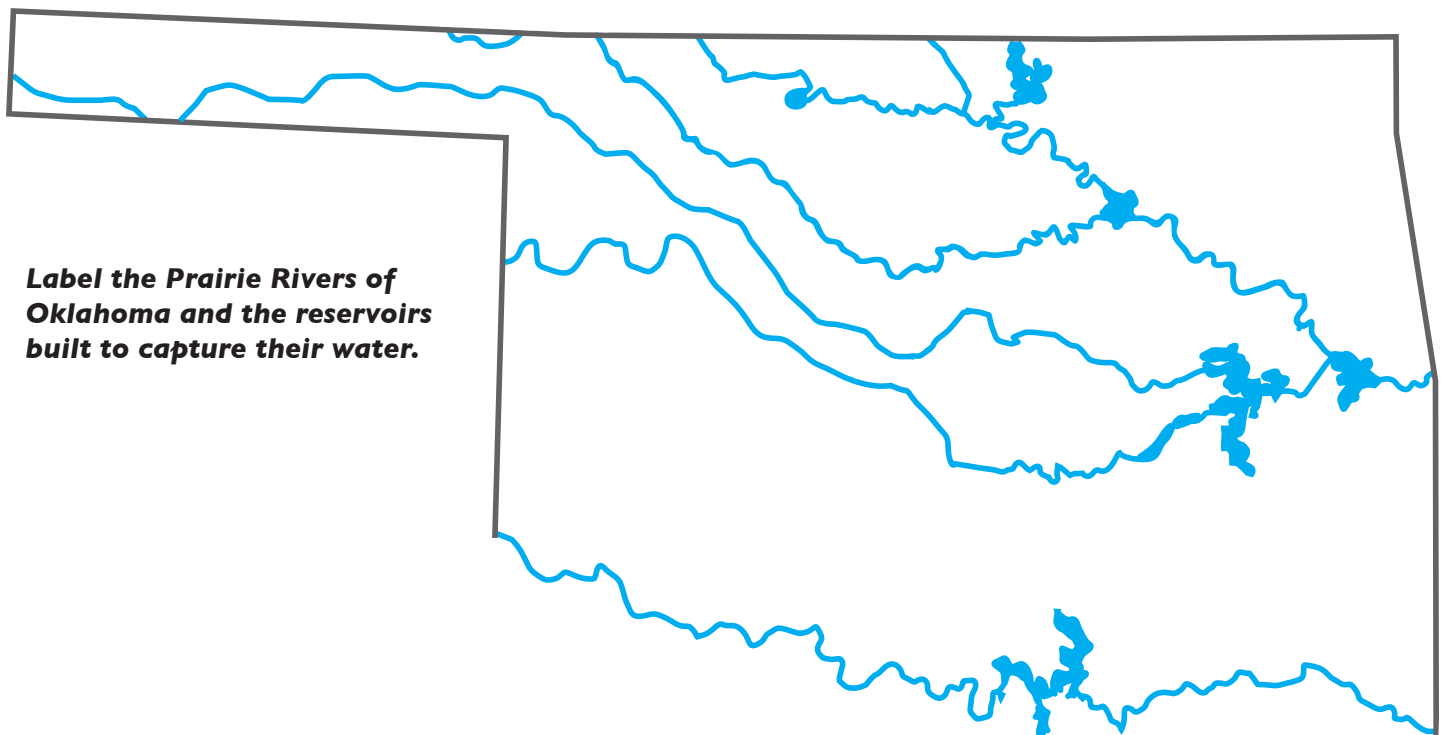 Label the Prairie Rivers of
Oklahoma and the reservoirs
built to capture their water.